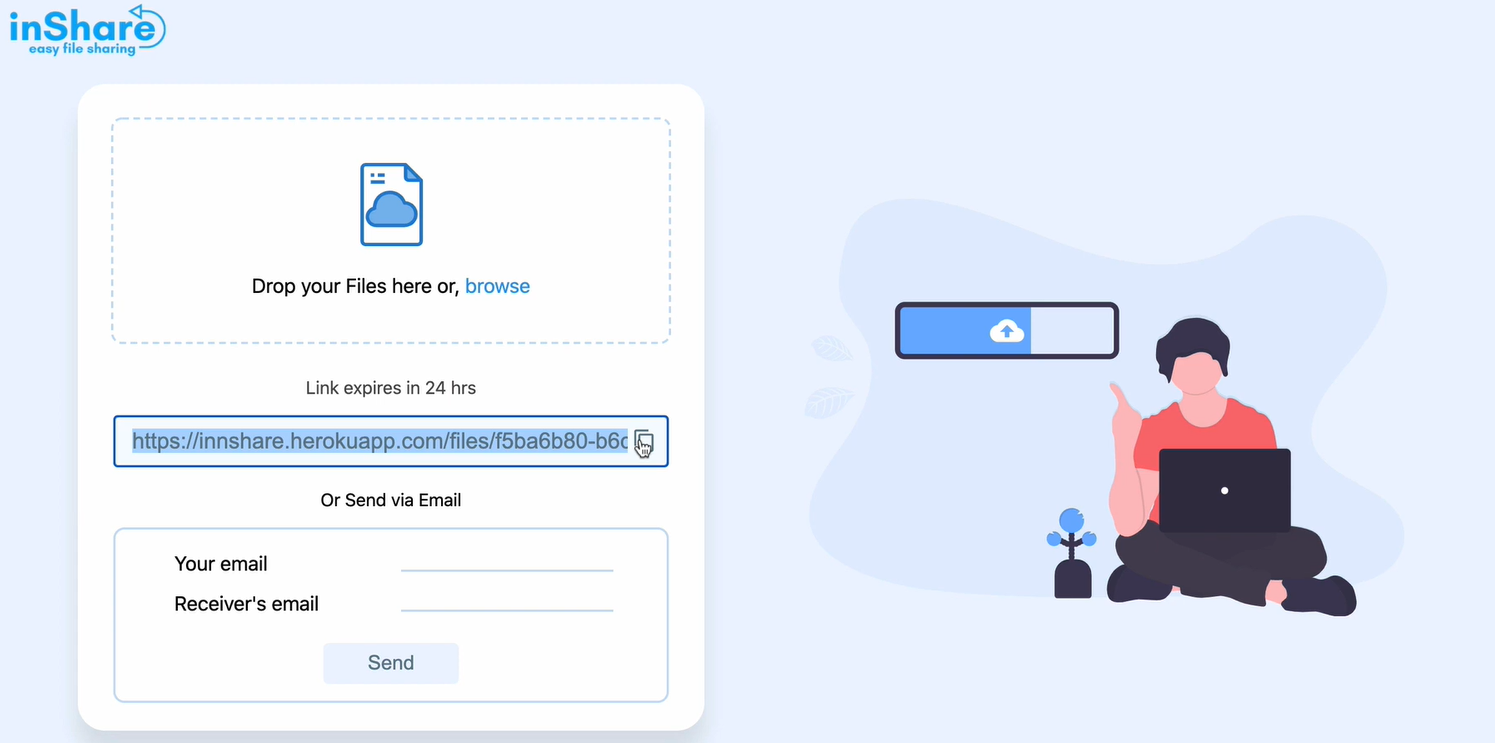 inShare
easy file sharing
Drop your Files here or, browse
Link expires in 24 hrs
https://innshare.herokuapp.com/files/f5ba6b80-b6c
Or Send via Email
Your email
Receiver's email
Send